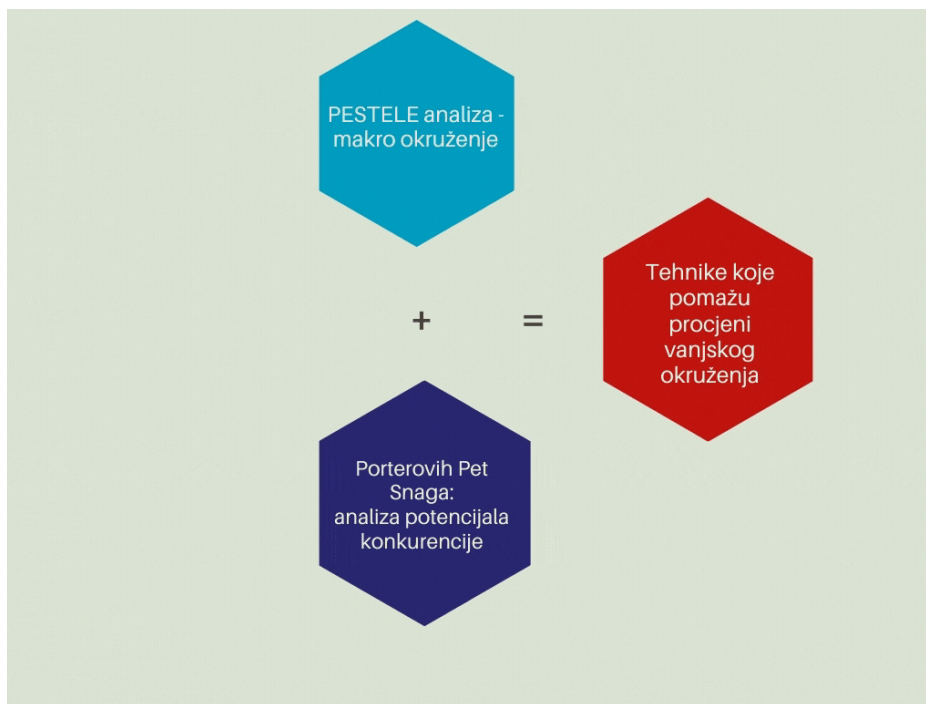 PESTELE analiza -
makro okruženje
+
=
Tehnike koje
pomažu
procjeni
vanjskog
okruženja
Porterovih Pet
Snaga:
analiza potencijala
konkurencije